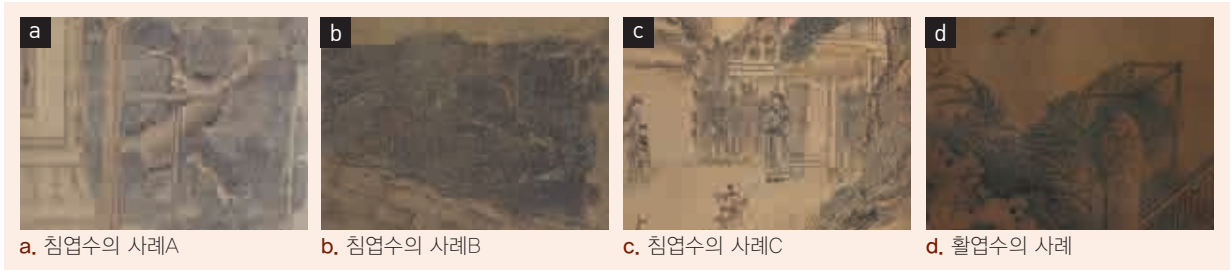 a
b
c
d
a. 침엽수의 사례A
b. 침엽수의 사례B
c. 침엽수의 사례C
d. 활엽수의 사례